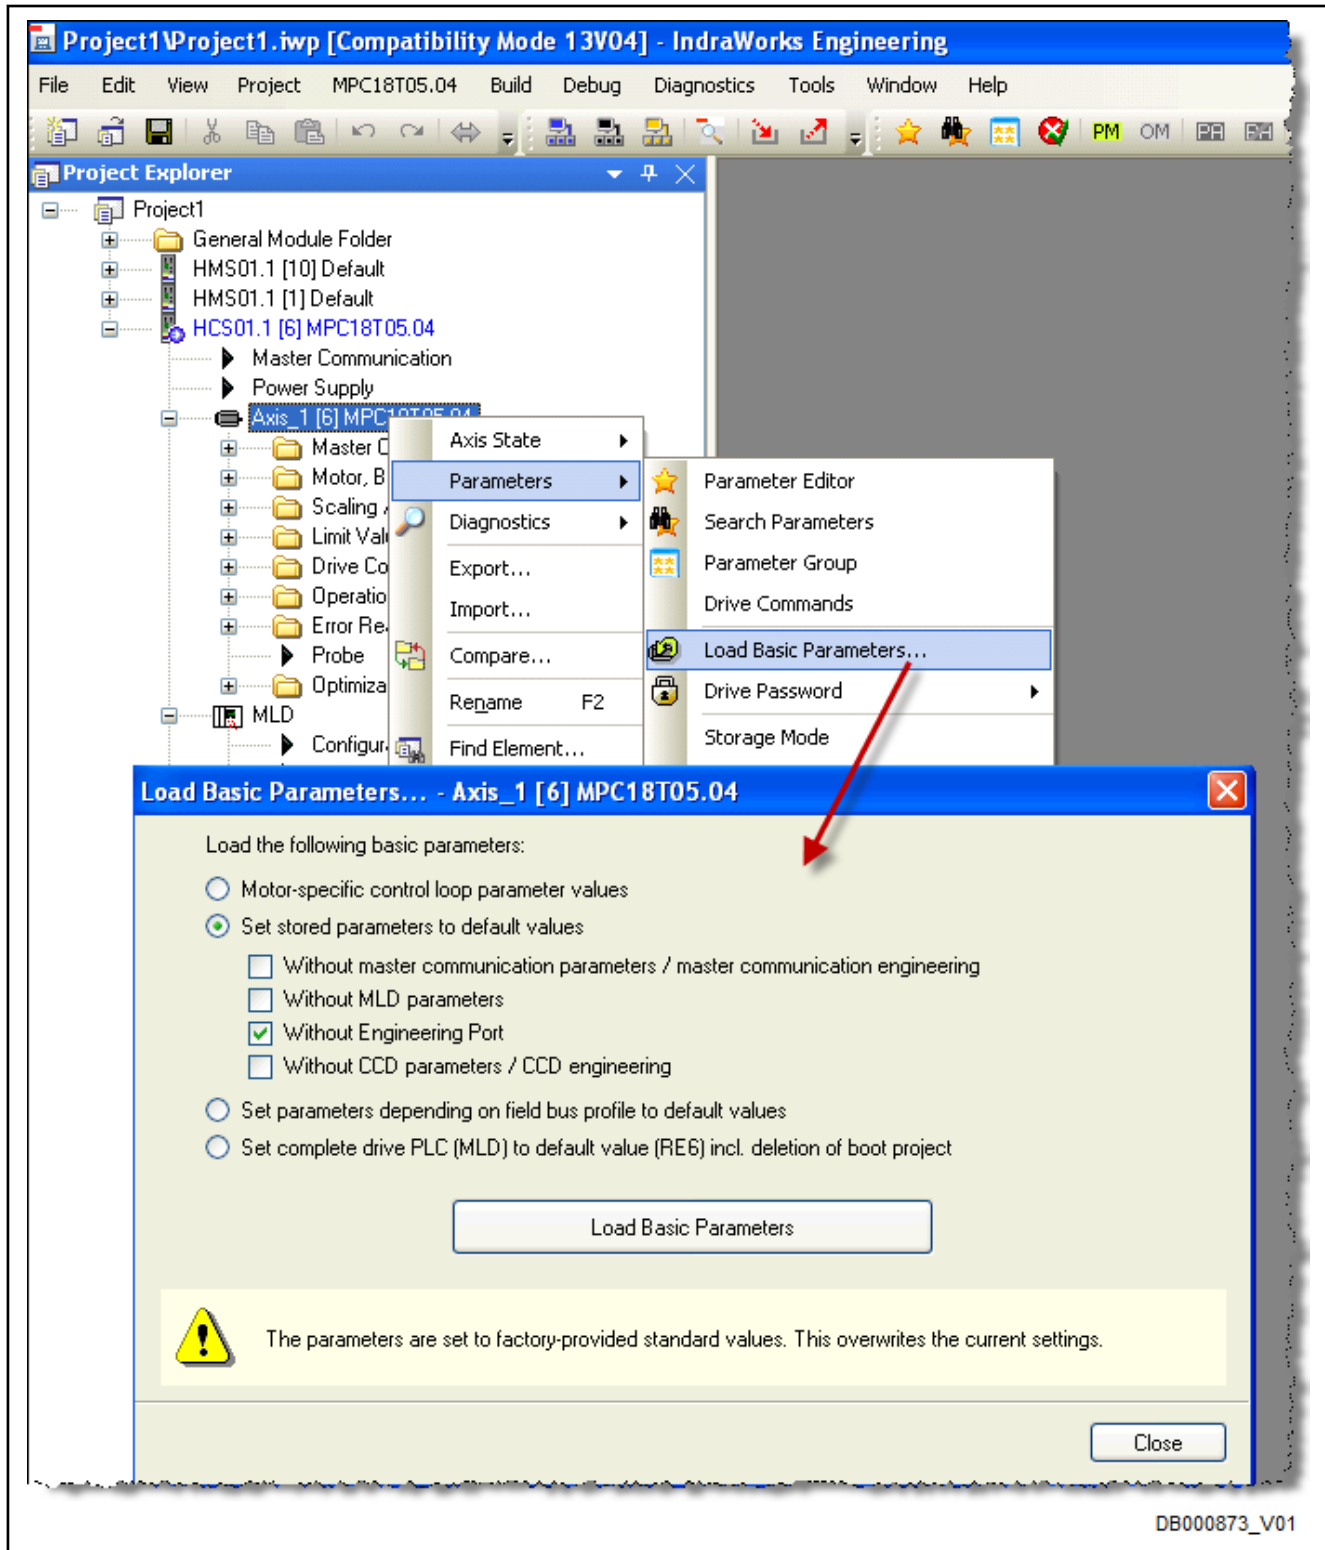 Project1\Project1.iwp [Compatibility Mode 13V04] - IndraWorks Engineering
File Edit View Project MPC18T05.04 Build Debug Diagnostics Tools Window Help
PM OM
Project Explorer
Project1
General Module Folder
HMS01.1 [10] Default
HMS01.1 [1] Default
HCS01.1 [6] MPC18T05.04
Master Communication
Power Supply
Axis_1 [6] MPC18T05.04
Master C
Motor, B
Scaling
Limit Val
Drive Co
Operatio
Error Re
Probe
Optimiza
MLD
Configur
Axis State
Parameters
Diagnostics
Export...
Import...
Compare...
Rename F2
Find Element...
Parameter Editor
Search Parameters
Parameter Group
Drive Commands
Load Basic Parameters...
Drive Password
Storage Mode
Load Basic Parameters... - Axis_1 [6] MPC18T05.04
Load the following basic parameters:
Motor-specific control loop parameter values
Set stored parameters to default values
Without master communication parameters / master communication engineering
Without MLD parameters
Without Engineering Port
Without CCD parameters / CCD engineering
Set parameters depending on field bus profile to default values
Set complete drive PLC (MLD) to default value (RE6) incl. deletion of boot project
Load Basic Parameters
The parameters are set to factory-provided standard values. This overwrites the current settings.
Close
DB000873_V01